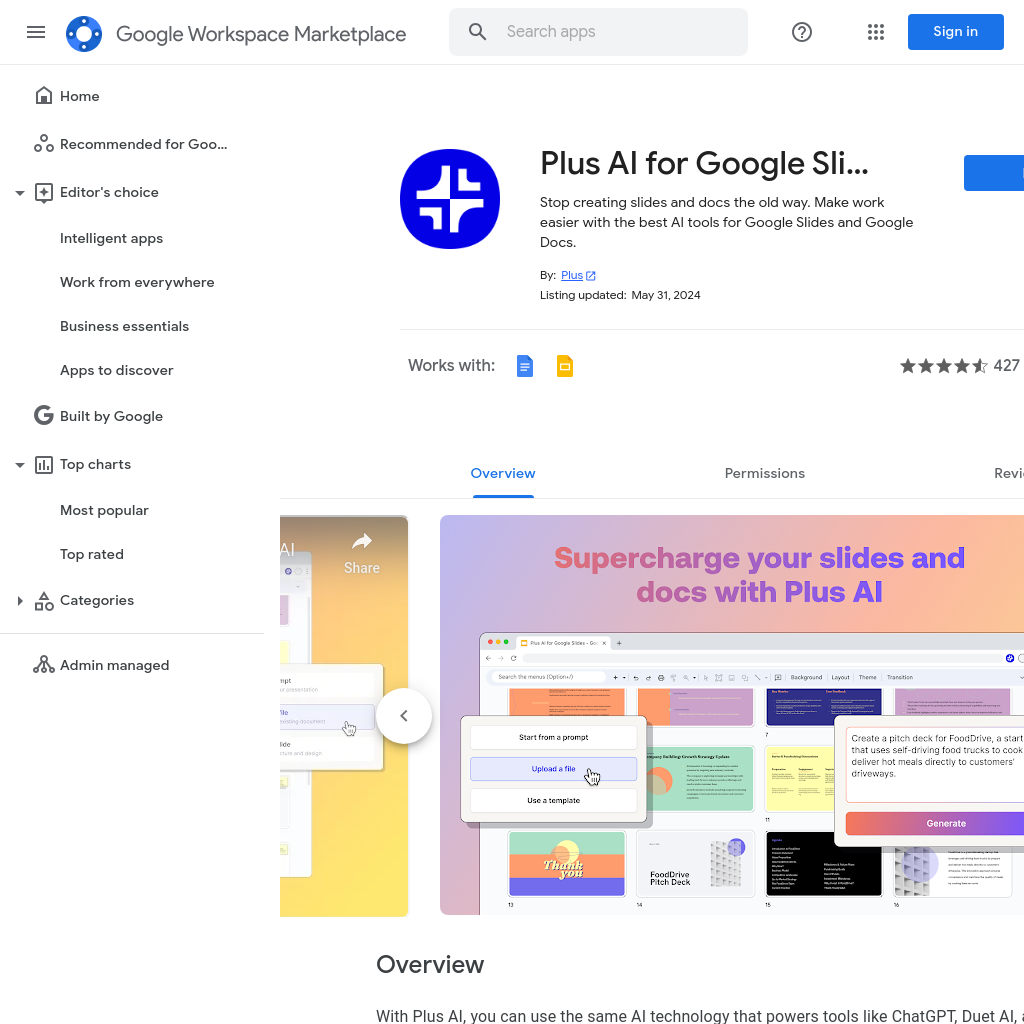 Google Workspace Marketplace
Search apps
Sign in
Home
Recommended for Goo...
Editor's choice
Intelligent apps
Work from everywhere
Business essentials
Apps to discover
Built by Google
Top charts
Most popular
Top rated
Categories
Admin managed
Plus AI for Google Sli...
Stop creating slides and docs the old way. Make work
easier with the best AI tools for Google Slides and Google
Docs.
By: Plus
Listing updated: May 31, 2024
Works with:
427
Overview
Permissions
AI
Share
Supercharge your slides and
docs with Plus AI
Plus AI for Google Slides - Goo
Search the menus (Option+/)
Background
Layout
Theme
Transition
Start from a prompt
Upload a file
Use a template
Create a pitch deck for FoodDrive, a
that uses self-driving food trucks to cook
deliver hot meals directly to customers'
driveways.
Generate
7
11
Thank
you
FoodDrive
Pitch Deck
Agenda
13
14
15
16
Overview
With Plus AI, you can use the same AI technology that powers tools like ChatGPT, Duet AI,